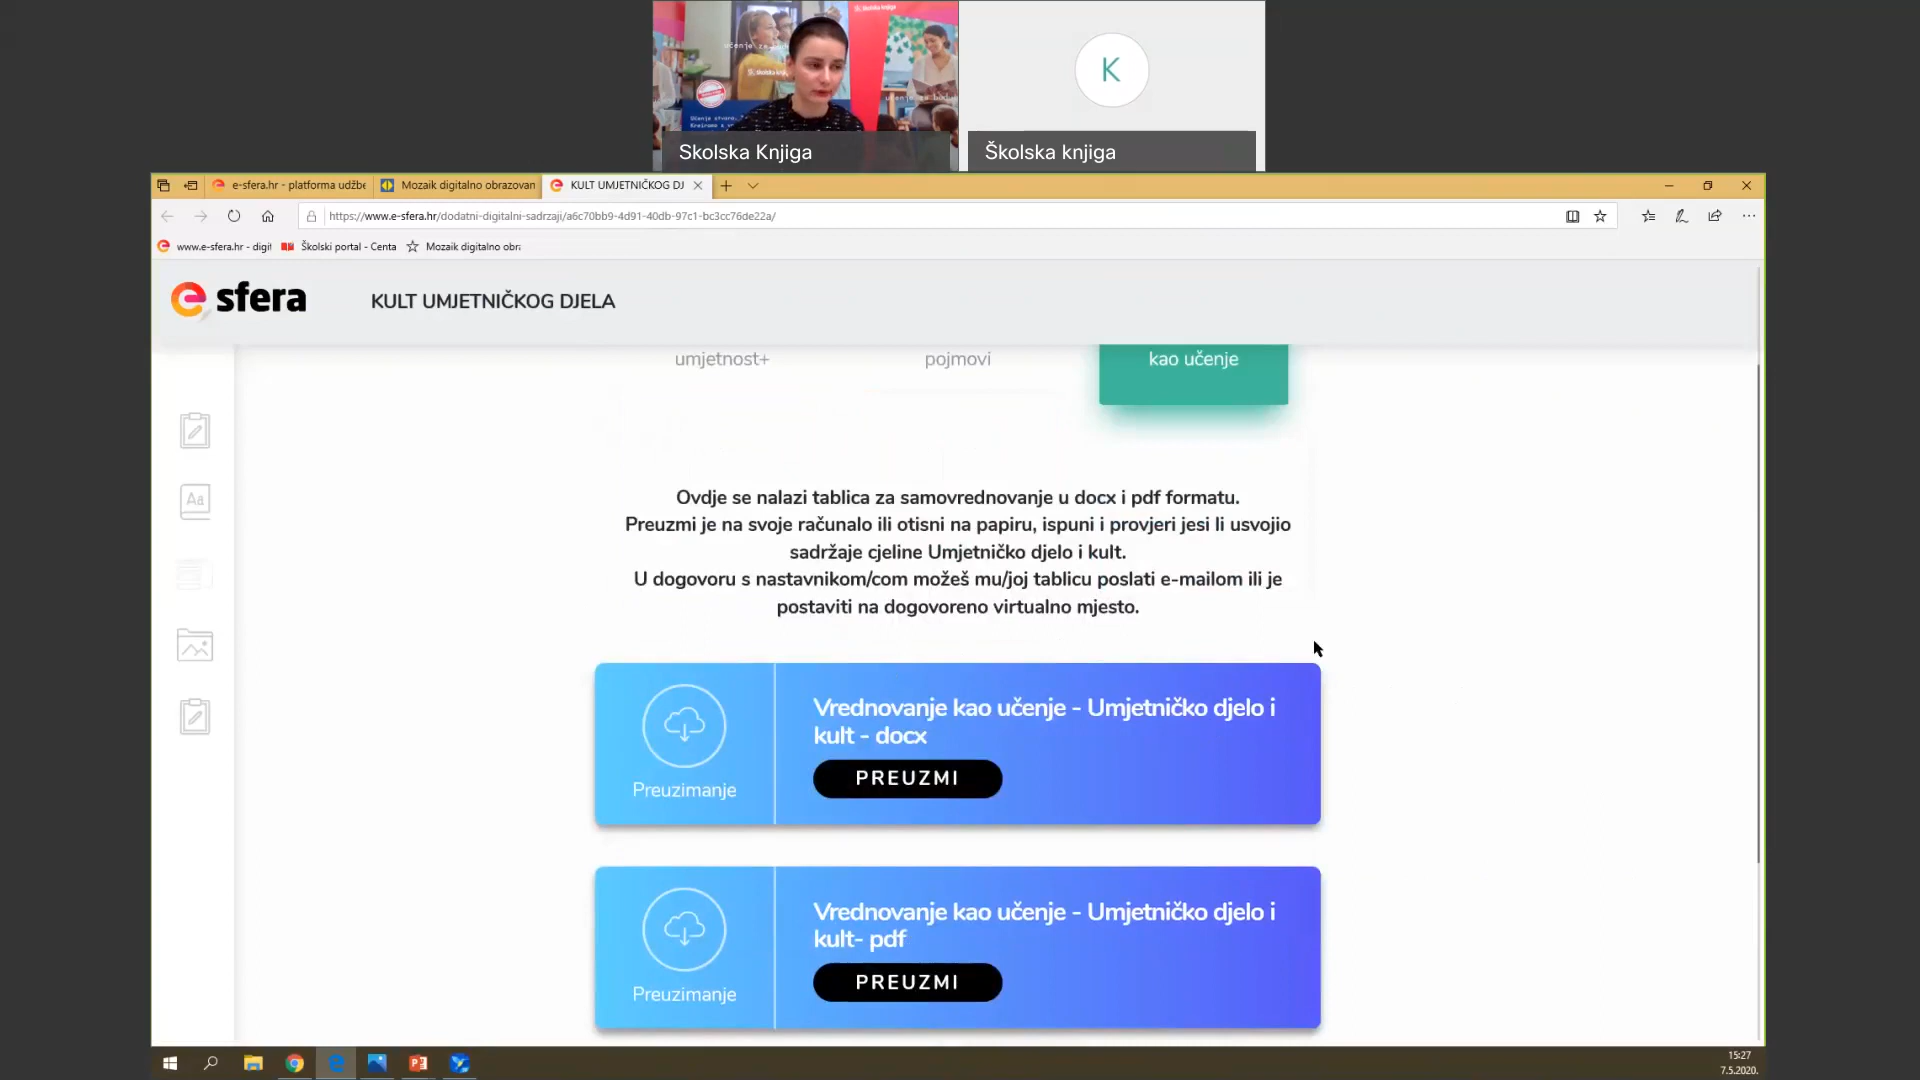 K
Skolska Knjiga
Školska knjiga
e-sfera.hr - platforma udžbe
Mozaik digitalno obrazovan
KULT UMJETNIČKOG DJ
https://www.e-sfera.hr/dodatni-digitalni-sadrzaji/a6c70bb9-4d91-40db-97c1-bc3cc76de22a/
www.e-sfera.hr - digit
Školski portal - Centa
Mozaik digitalno obra
e sfera
KULT UMJETNIČKOG DJELA
umjetnost+
pojmovi
kao učenje
Aa
Ovdje se nalazi tablica za samovrednovanje u docx i pdf formatu.
Preuzmi je na svoje računalo ili otisni na papiru, ispuni i provjeri jesi li usvojio
sadržaje cjeline Umjetničko djelo i kult.
U dogovoru s nastavnikom/com možeš mu/joj tablicu poslati e-mailom ili je
postaviti na dogovoreno virtualno mjesto.
Vrednovanje kao učenje - Umjetničko djelo i
kult - docx
PREUZMI
Preuzimanje
Vrednovanje kao učenje - Umjetničko djelo i
kult- pdf
PREUZMI
Preuzimanje
15:27
7.5.2020.